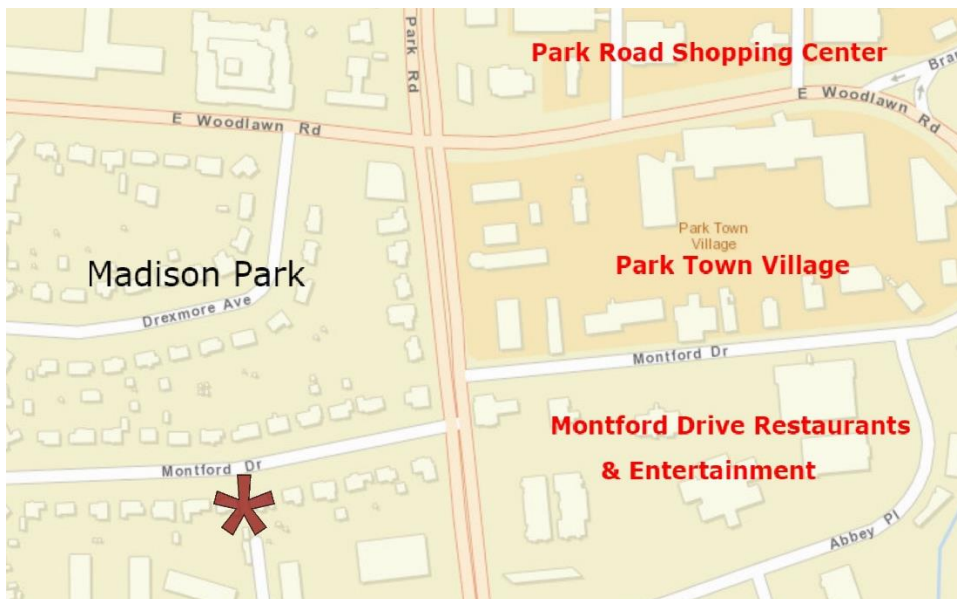 Park Rd
Park Road Shopping Center
E Woodlawn Rd
E Woodlawn Rd
Park Town
Village
Park Town Village
Madison Park
Drexmore Ave
Montford Dr
Montford Drive Restaurants
& Entertainment
Montford Dr
Abbey Pl